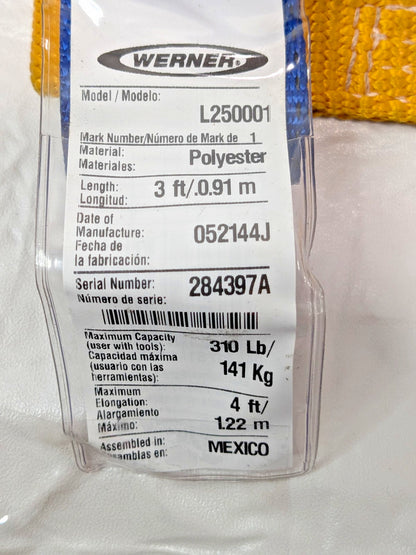 WERNER
Model / Modelo:
L250001
Mark Number/Número de Mark de 1
Material: Polyester
Materiales:
Length: 3 ft/.0.91 m
Longitud:
Date of
Manufacture: 052144J
Fecha de
la fabricación:
Serial Number: 284397A
Número de serie:
Maximum Capacity
(user with tools): 310 Lb/
Capacidad máxima
(usuario con las 141 Kg
herramientas):
Maximum
Elongation: 4 ft/
Alargamiento
Máximo: 1.22 m
Assembled in: MEXICO
samblas en: